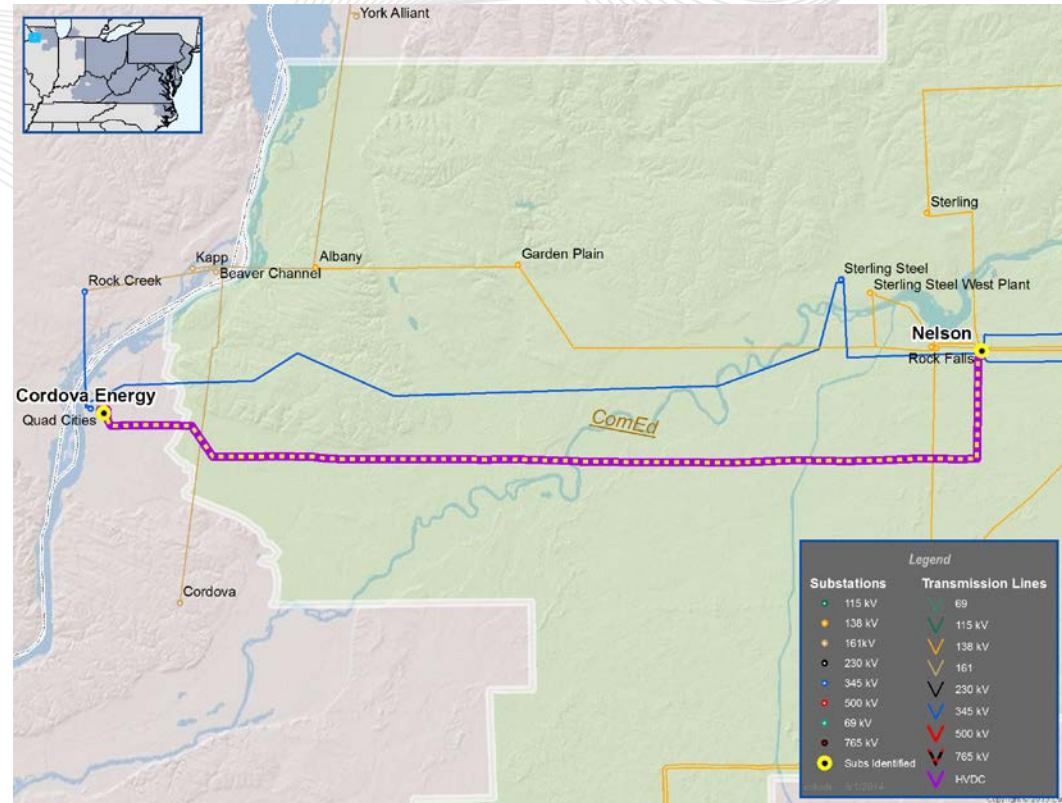 York Alliant
Sterling
Kapp
Albany
Garden Plain
Beaver Channel
Rock Creek
Sterling Steel
Sterling Steel West Plant
Nelson
Rock Falls
Cordova Energy
Quad Cities
ComEd
Cordova
Legend
Substations
115 kV
138 kV
161kV
230 kV
345 kV
500 kV
69 kV
765 kV
Subs Identified
Transmission Lines
69
115 kV
138 kV
161
230 kV
345 kV
500 kV
765 kV
HVDC